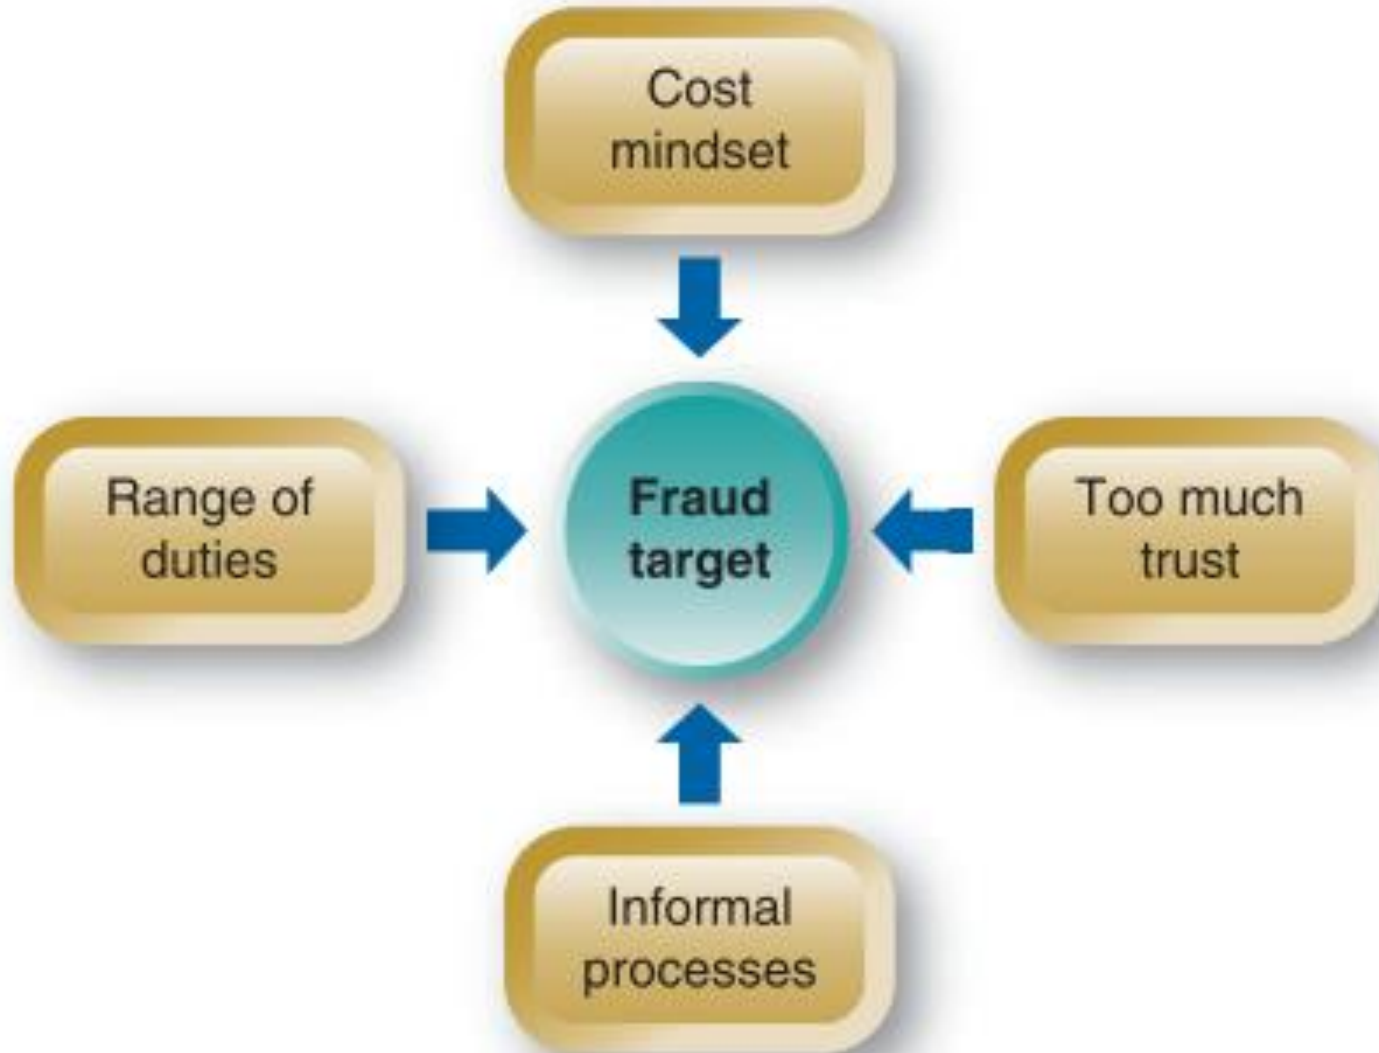 Cost
mindset
Range of
duties
Fraud
target
Too much
trust
Informal
processes